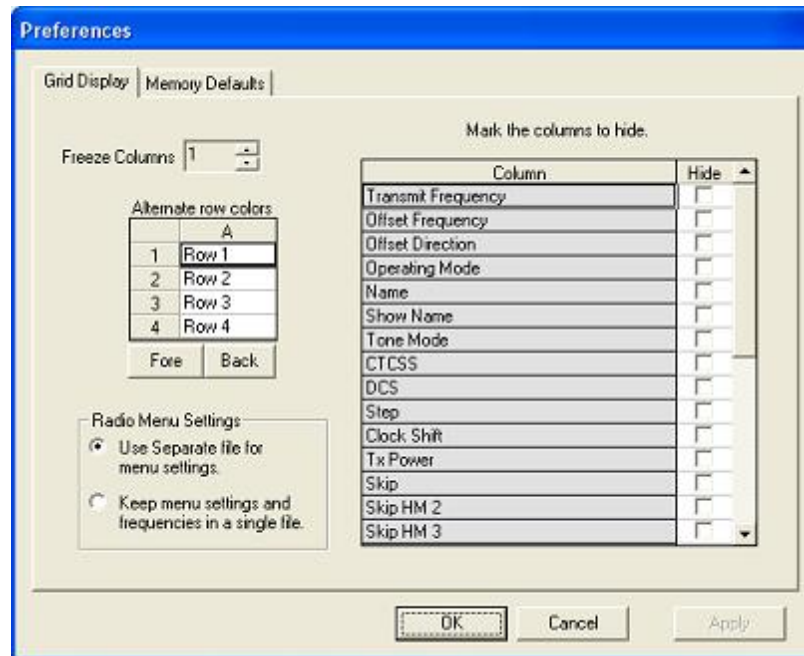 Preferences
Grid Display
Memory Defaults
Freeze Columns 1
Alternate row colors
A
1 Row 1
2 Row 2
3 Row 3
4 Row 4
Fore Back
Radio Menu Settings
Use Separate file for
menu settings.
Keep menu settings and
frequencies in a single file.
Mark the columns to hide.
Column Hide
Transmit Frequency
Offset Frequency
Offset Direction
Operating Mode
Name
Show Name
Tone Mode
CTCSS
DCS
Step
Clock Shift
Tx Power
Skip
Skip HM 2
Skip HM 3
OK Cancel Apply